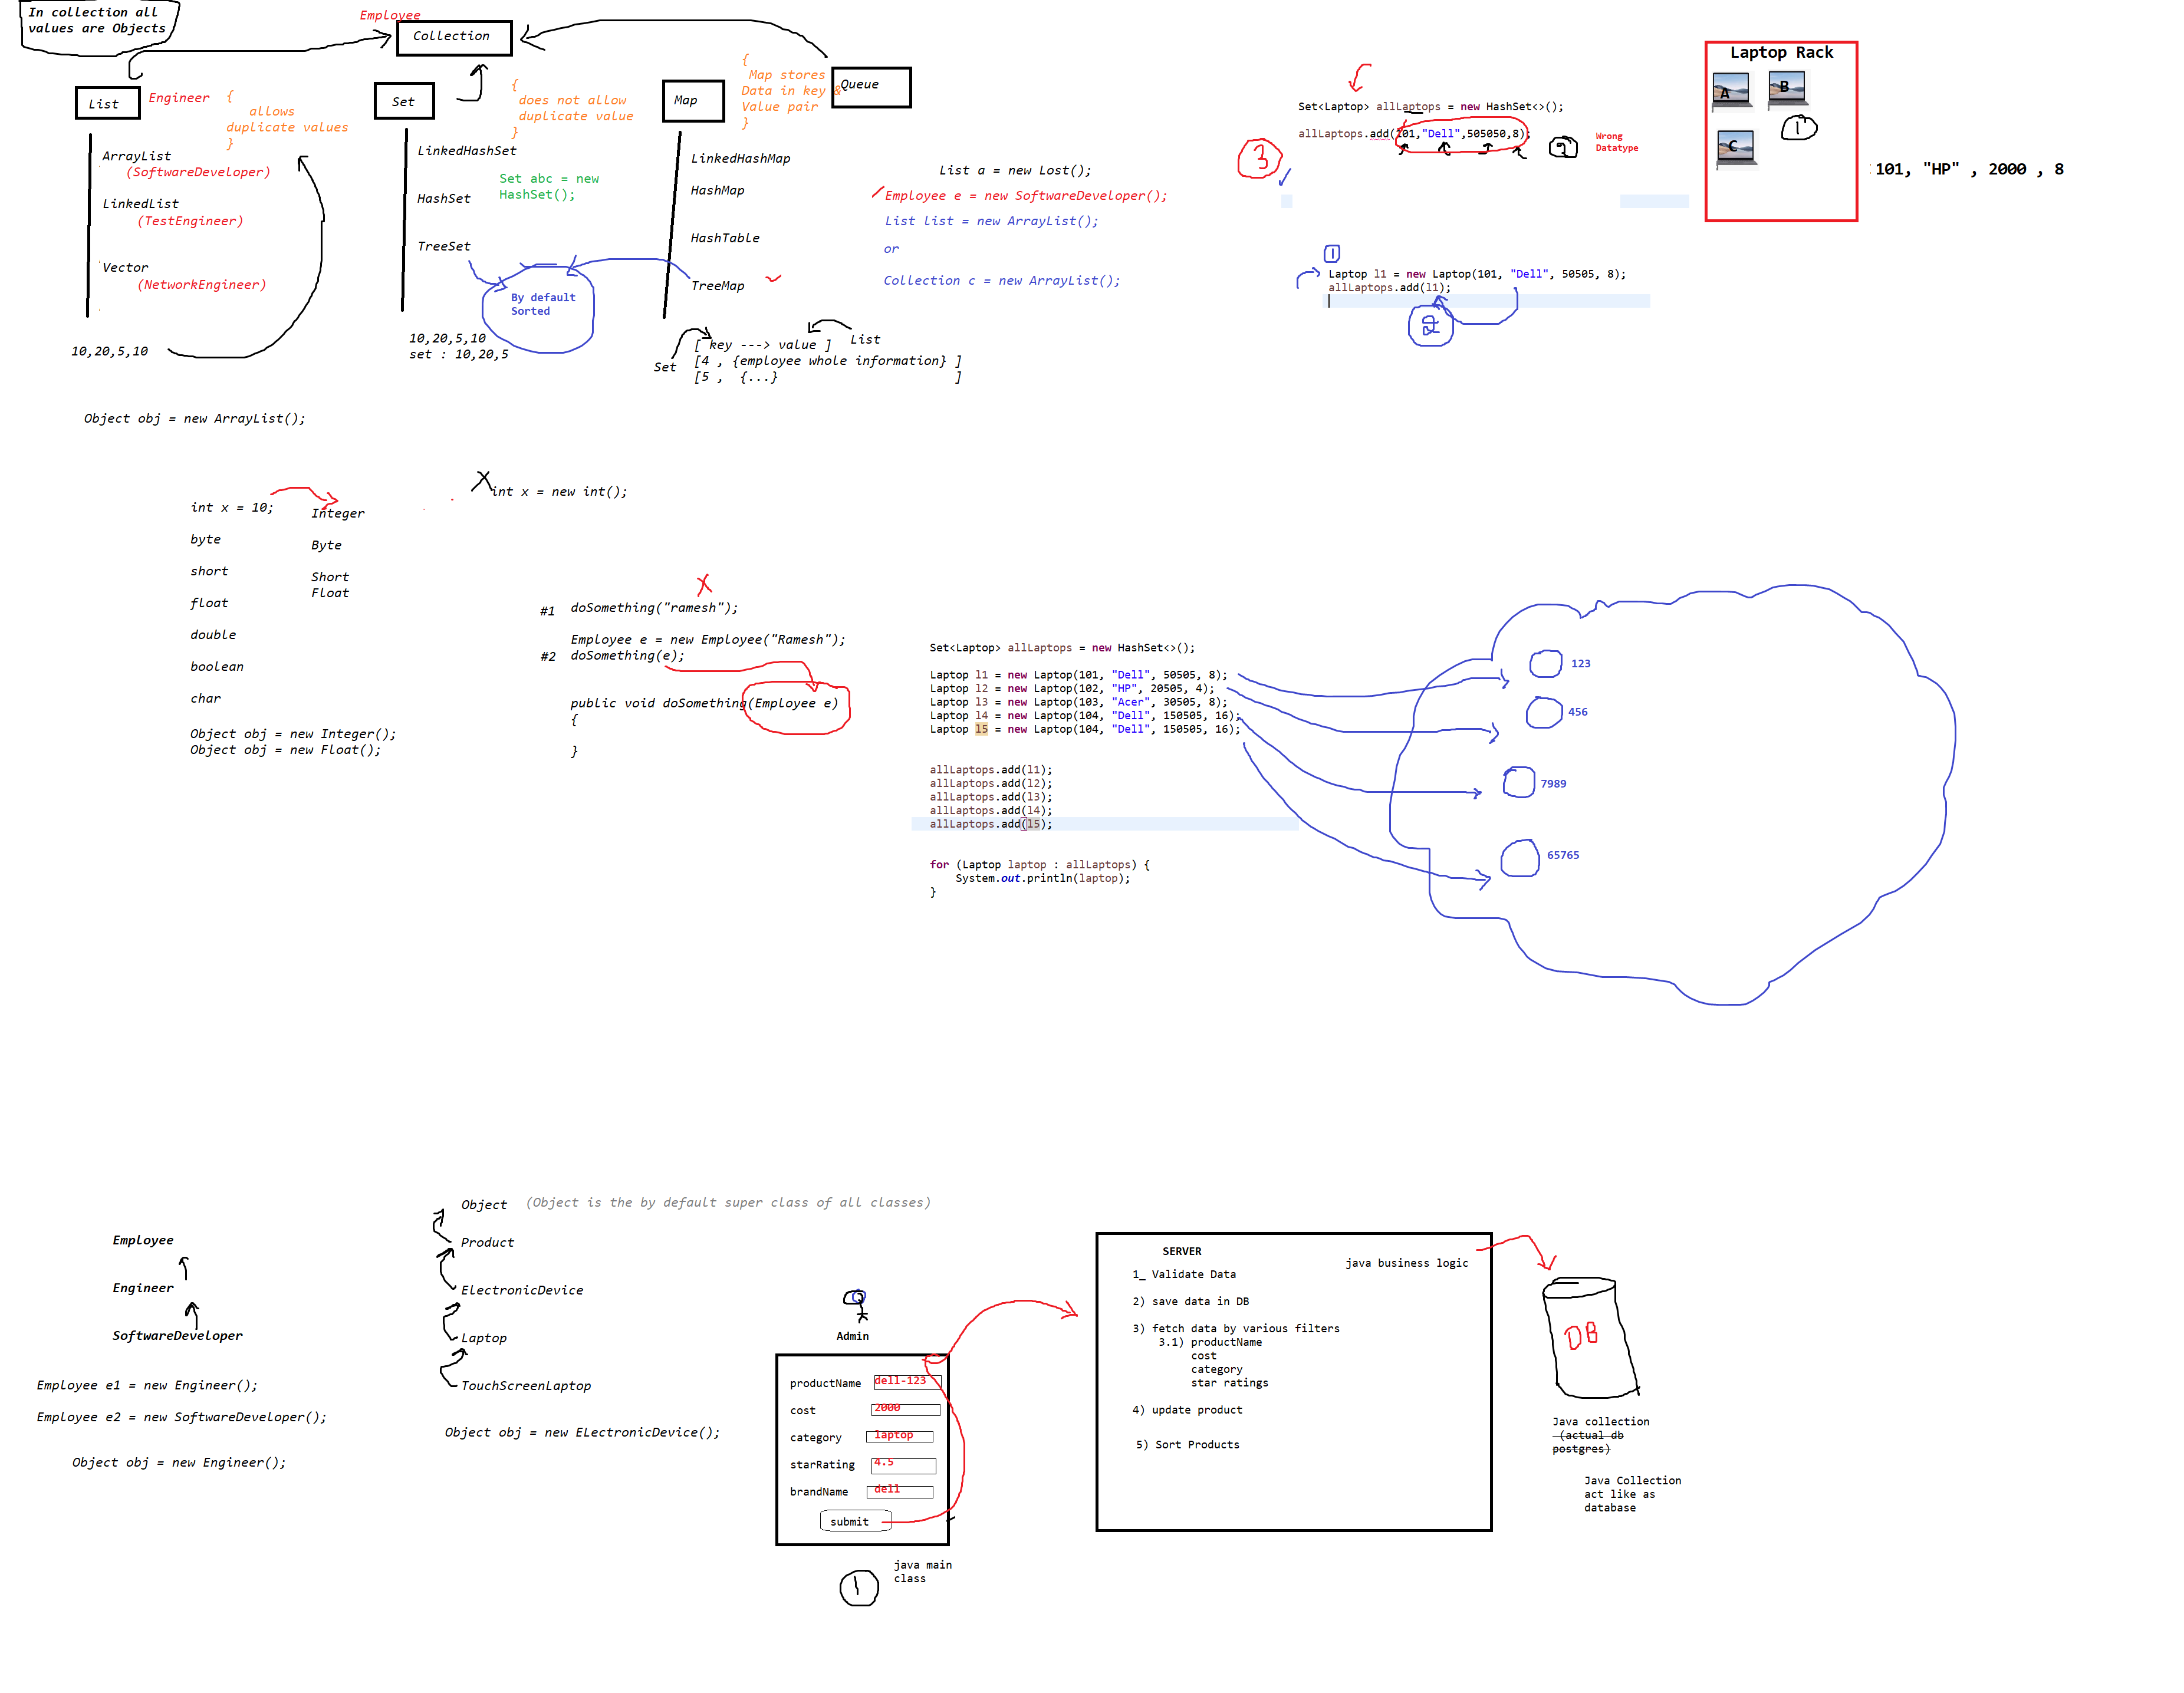 In collection all
values are Objects
Employee
Collection
List
Engineer
{
allows
duplicate values
}
ArrayList
(SoftwareDeveloper)
LinkedList
(TestEngineer)
Vector
(NetworkEngineer)
10,20,5,10
Object obj = new ArrayList();
Set
{
does not allow
duplicate value
}
LinkedHashSet
Set abc = new
HashSet();
HashSet
TreeSet
By default
Sorted
10,20,5,10
set : 10,20,5
Map
{
Map stores
Data in key &
Value pair
}
Queue
LinkedHashMap
HashMap
HashTable
TreeMap
[ key ---> value ]
List
Set
[4 , {employee whole information} ]
[5 , {...} ]
List a = new Lost();
Employee e = new SoftwareDeveloper();
List list = new ArrayList();
or
Collection c = new ArrayList();
Set<Laptop> allLaptops = new HashSet<>();
allLaptops.add(101,"Dell",505050,8);
2
Wrong
Datatype
3
1
Laptop l1 = new Laptop(101, "Dell", 50505, 8);
allLaptops.add(l1);
Laptop Rack
A
B
C
1
101, "HP" , 2000 , 8
int x = 10;
byte
short
float
double
boolean
char
Integer
Byte
Short
Float
X
int x = new int();
Object obj = new Integer();
Object obj = new Float();
X
#1 doSomething("ramesh");
Employee e = new Employee("Ramesh");
#2 doSomething(e);
public void doSomething(Employee e)
{
}
Set<Laptop> allLaptops = new HashSet<>();
Laptop l1 = new Laptop(101, "Dell", 50505, 8);
Laptop l2 = new Laptop(102, "HP", 20505, 4);
Laptop l3 = new Laptop(103, "Acer", 30505, 8);
Laptop l4 = new Laptop(104, "Dell", 150505, 16);
Laptop l5 = new Laptop(104, "Dell", 150505, 16);
allLaptops.add(l1);
allLaptops.add(l2);
allLaptops.add(l3);
allLaptops.add(l4);
allLaptops.add(l5);
for (Laptop laptop : allLaptops) {
System.out.println(laptop);
}
123
456
7989
65765
Employee
Engineer
SoftwareDeveloper
Employee e1 = new Engineer();
Employee e2 = new SoftwareDeveloper();
Object obj = new Engineer();
Object (Object is the by default super class of all classes)
Product
ElectronicDevice
Laptop
TouchScreenLaptop
Object obj = new ELectronicDevice();
Admin
productName dell-123
cost 2000
category laptop
starRating 4.5
brandName dell
submit
java main
class
1
SERVER
java business logic
1_ Validate Data
2) save data in DB
3) fetch data by various filters
3.1) productName
cost
category
star ratings
4) update product
5) Sort Products
DB
Java collection
(actual db
postgres)
Java Collection
act like as
database